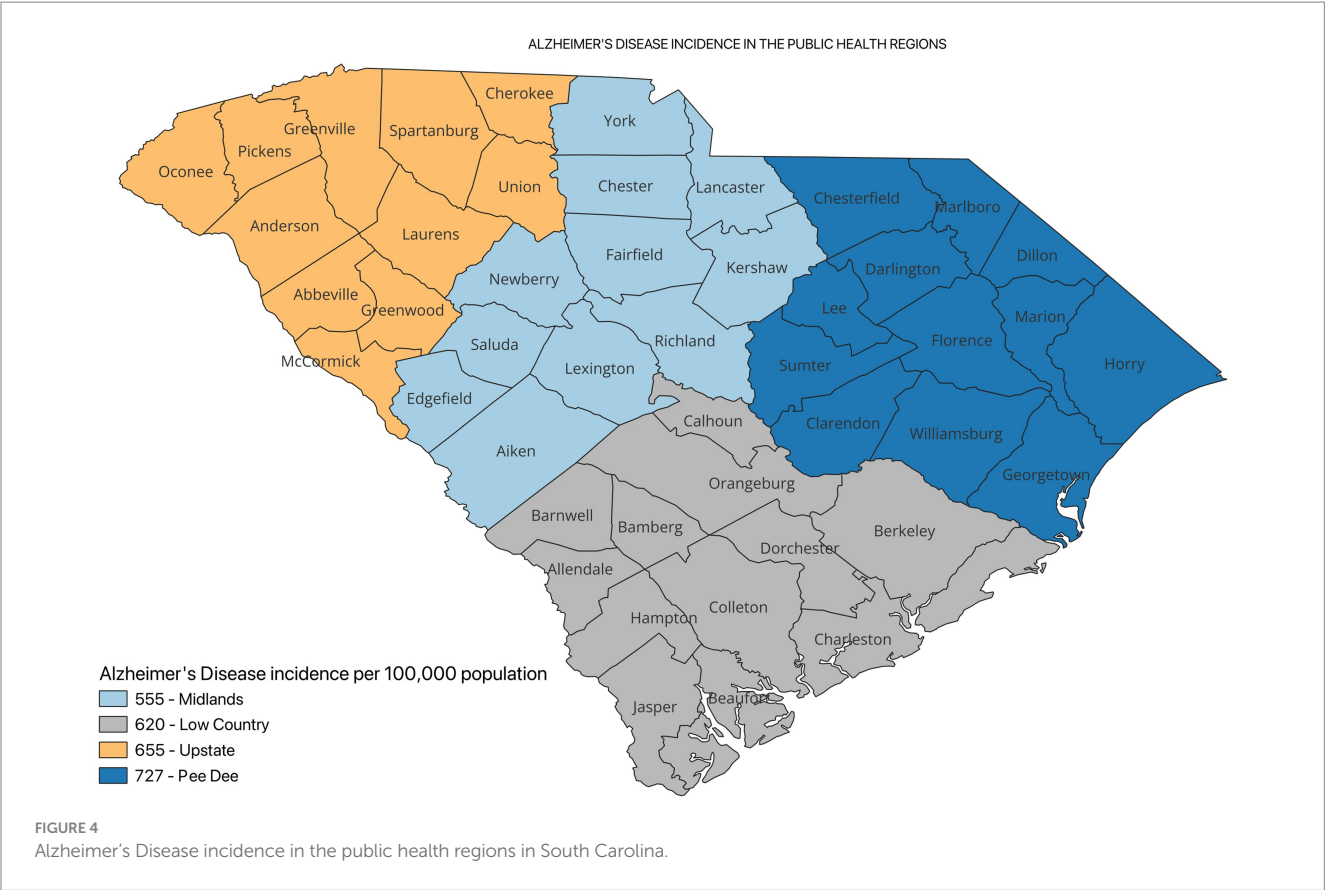 ALZHEIMER'S DISEASE INCIDENCE IN THE PUBLIC HEALTH REGIONS
Cherokee
York
Greenville
Spartanburg
Pickens
Oconee
Union
Chester
Lancaster
Chesterfield
Marlboro
Anderson
Laurens
Fairfield
Kershaw
Darlington
Dillon
Newberry
Abbeville
Greenwood
Lee
Marion
Saluda
Richland
Florence
McCormick
Lexington
Sumter
Horry
Edgefield
Calhoun
Clarendon
Williamsburg
Aiken
Georgetown
Orangeburg
Barnwell
Bamberg
Berkeley
Dorchester
Allendale
Colleton
Hampton
Charleston
Beaufort
Jasper
Alzheimer's Disease incidence per 100,000 population
555 - Midlands
620 - Low Country
655 - Upstate
727 - Pee Dee
FIGURE 4
Alzheimer's Disease incidence in the public health regions in South Carolina.